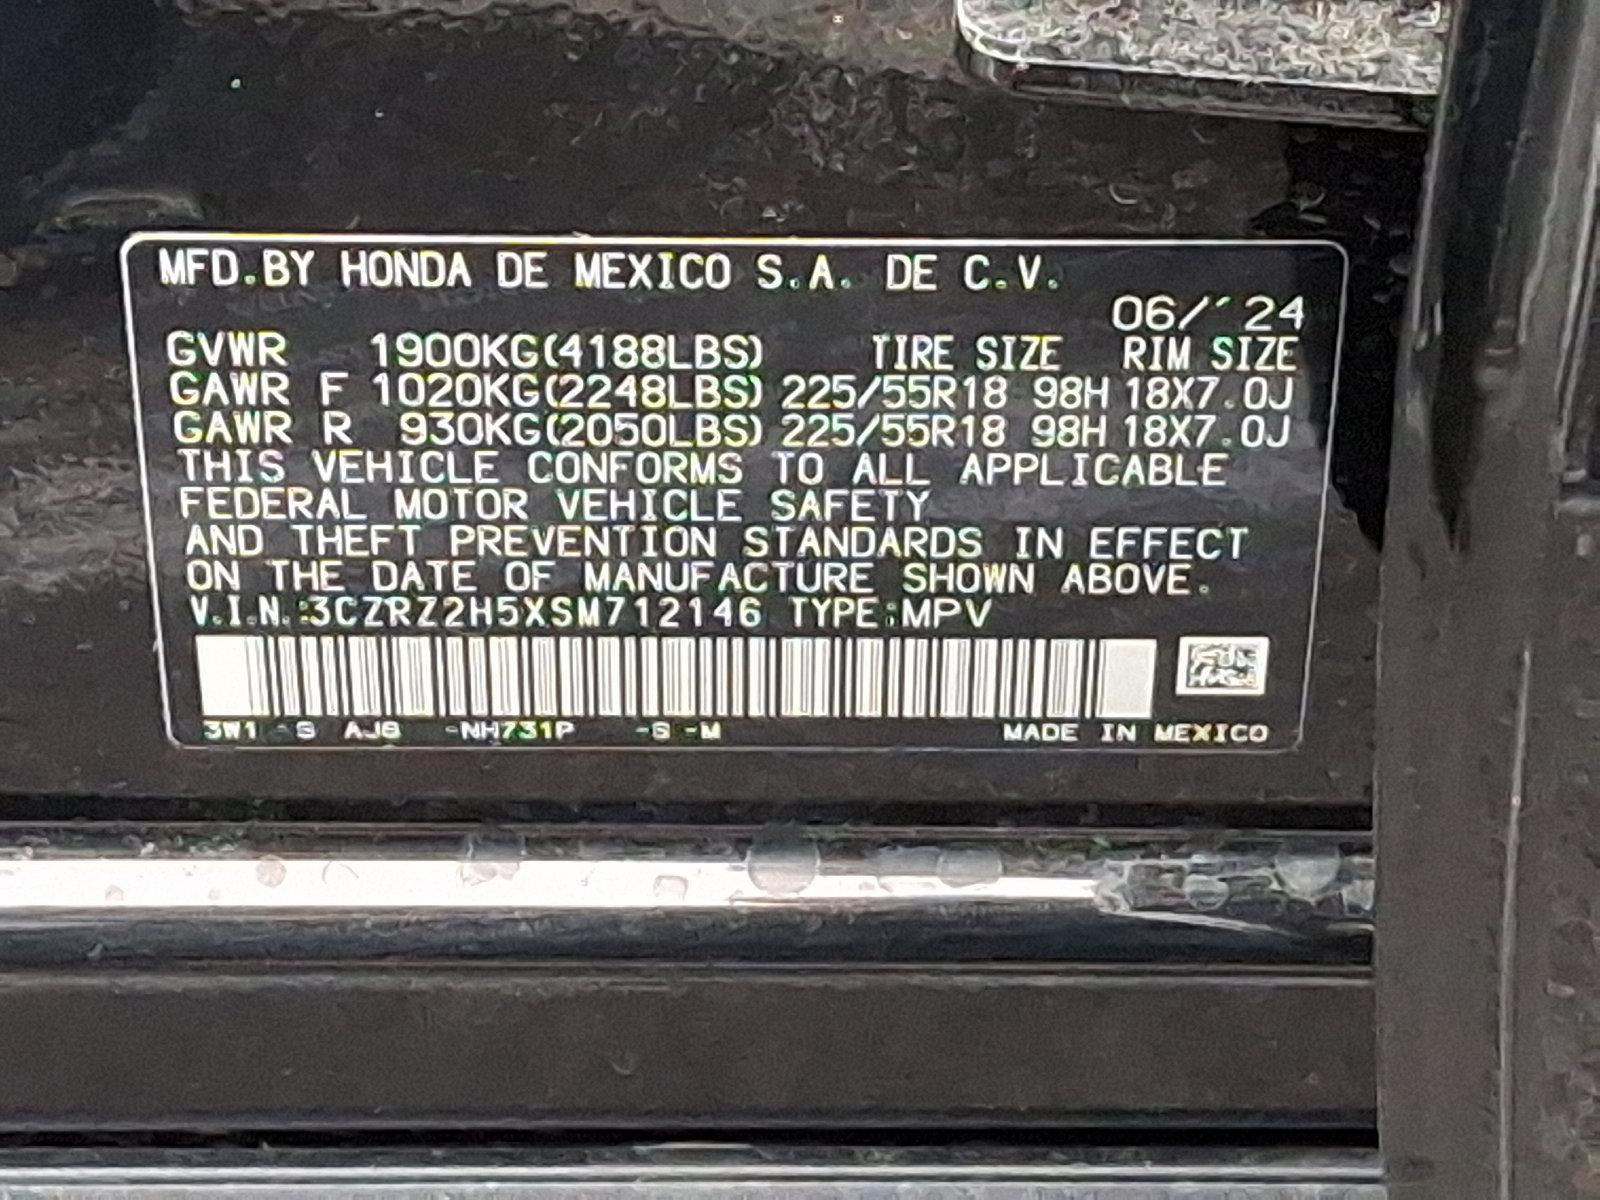 MFD.BY HONDA DE MEXICO S.A. DE C.V.
06/'24
GVWR 1900KG(4188LBS) TIRE SIZE RIM SIZE
GAWR F 1020KG(2248LBS) 225/55R18 98H 18X7.0J
GAWR R 930KG(2050LBS) 225/55R18 98H 18X7.0J
THIS VEHICLE CONFORMS TO ALL APPLICABLE
FEDERAL MOTOR VEHICLE SAFETY
AND THEFT PREVENTION STANDARDS IN EFFECT
ON THE DATE OF MANUFACTURE SHOWN ABOVE.
V.I.N.:3CZRZ2H5XSM712146 TYPE:MPV
3W1 -S -NH731P -S -M MADE IN MEXICO